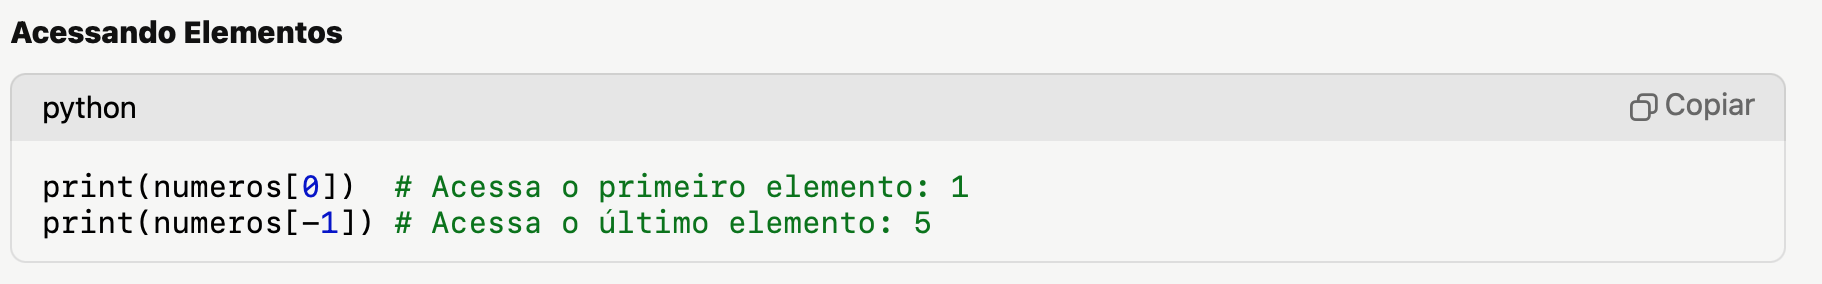 Acessando Elementos
python
Copiar
print(numeros[0])  # Acessa o primeiro elemento: 1
print(numeros[-1]) # Acessa o último elemento: 5